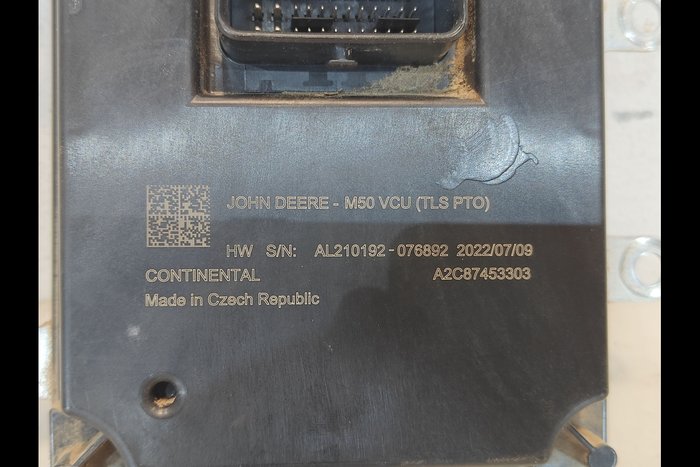 JOHN DEERE - M50 VCU (TLS PTO)
HW S/N: AL210192-076892 2022/07/09
CONTINENTAL A2C87453303
Made in Czech Republic